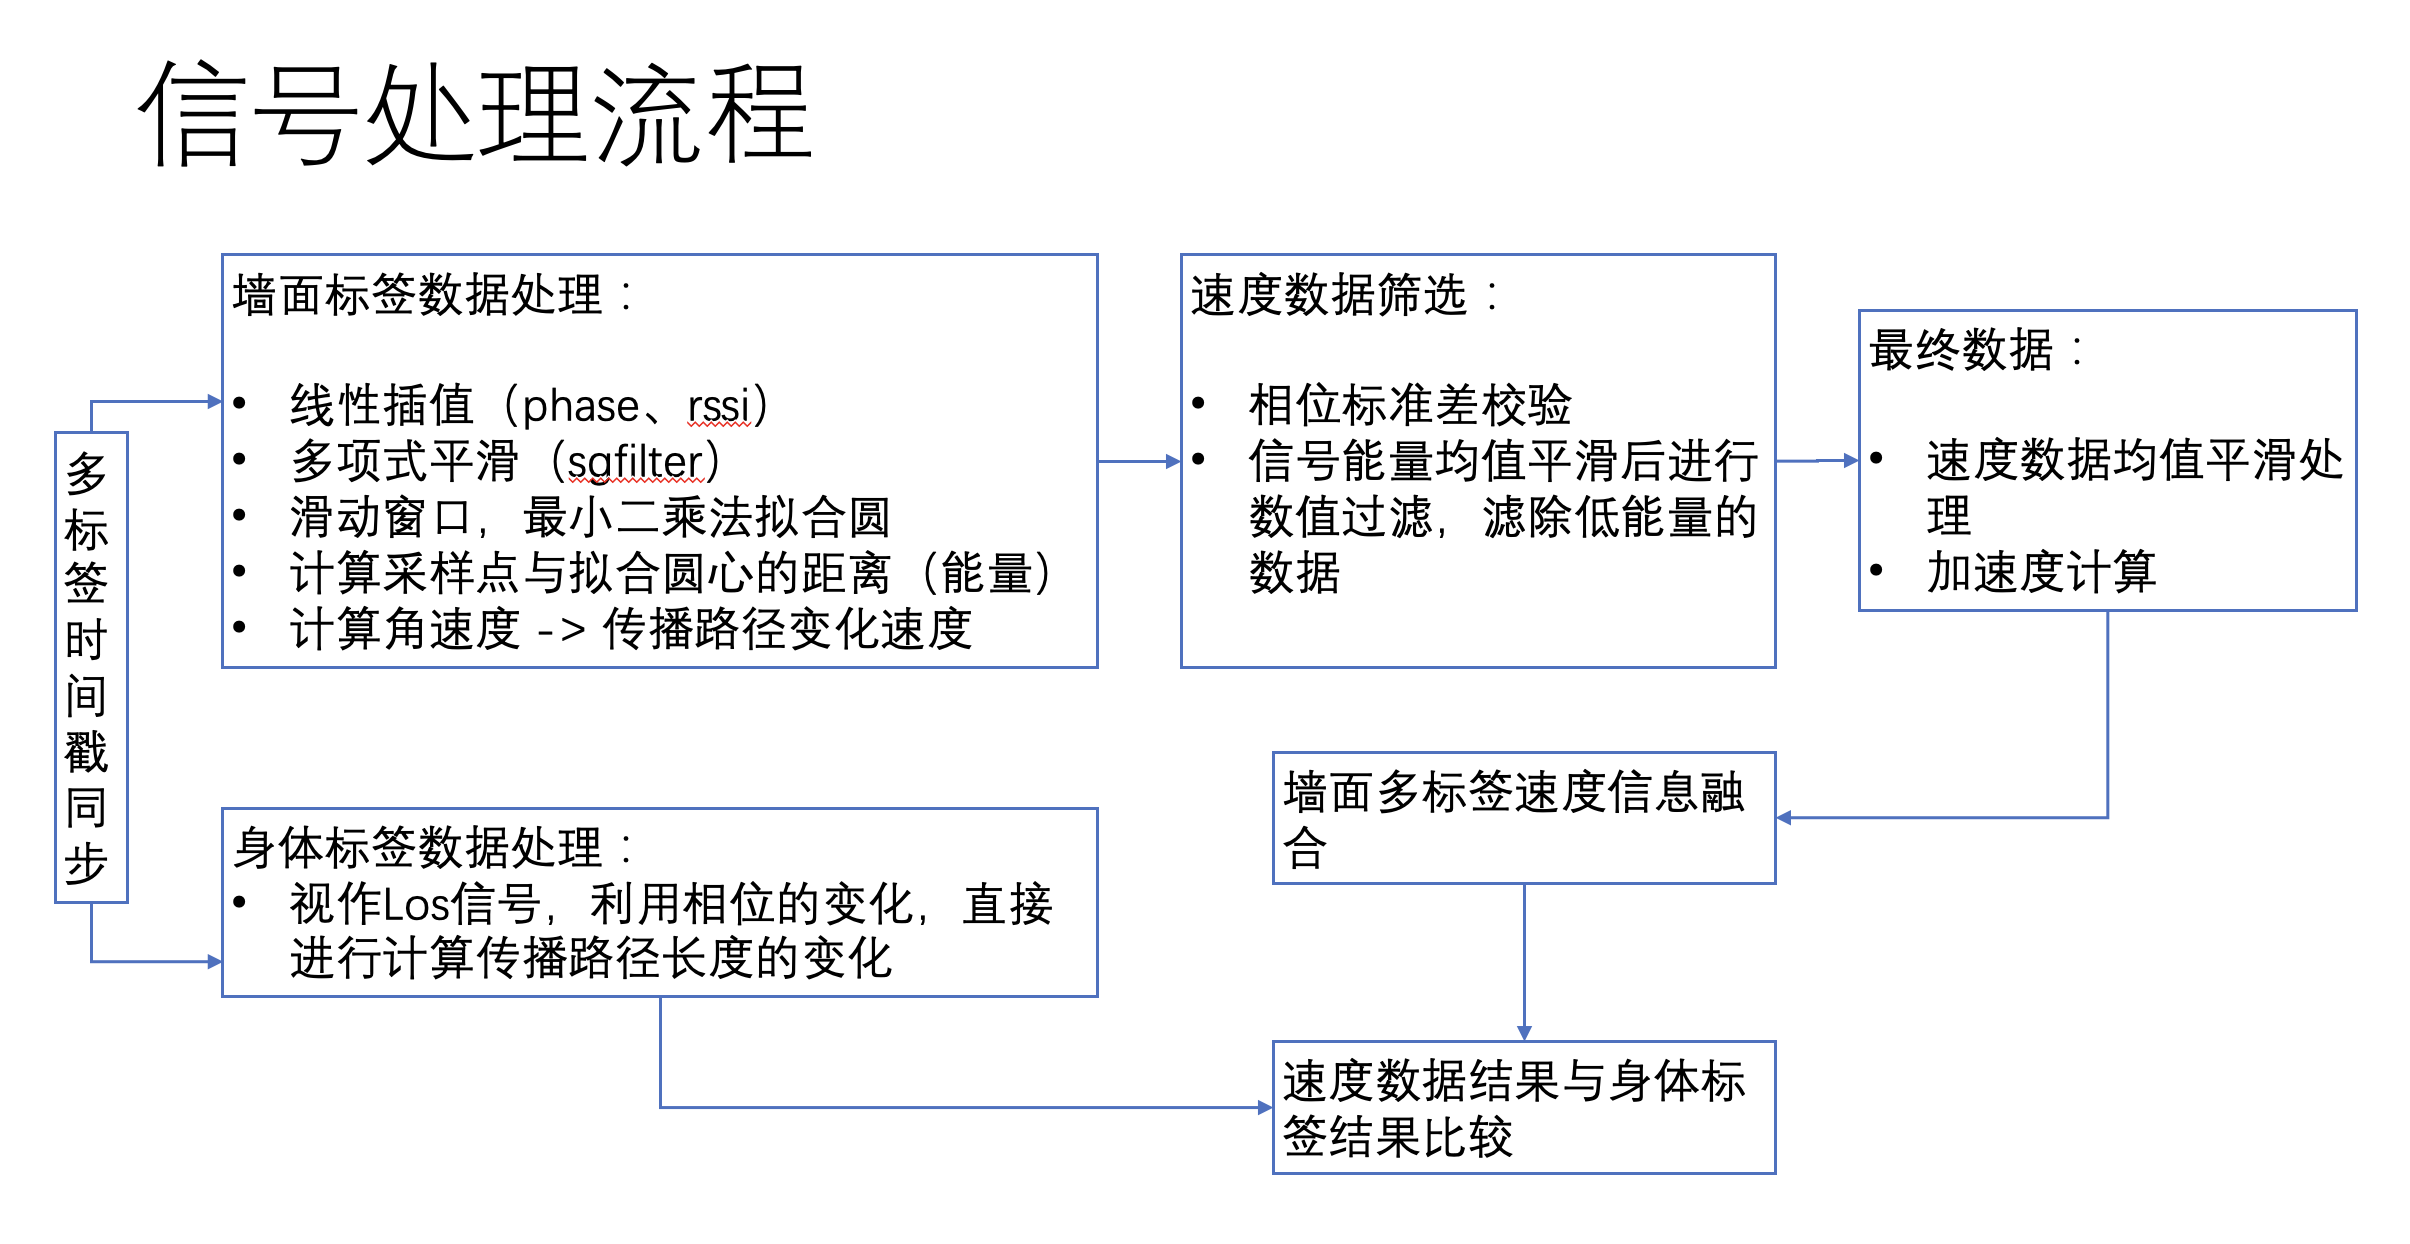 信号处理流程
多
标
签
时
间
戳
同
步
墙面标签数据处理：
• 线性插值（phase、rssi）
• 多项式平滑（sgfilter）
• 滑动窗口，最小二乘法拟合圆
• 计算采样点与拟合圆心的距离（能量）
• 计算角速度 -> 传播路径变化速度
速度数据筛选：
• 相位标准差校验
• 信号能量均值平滑后进行
数值过滤，滤除低能量的
数据
最终数据：
• 速度数据均值平滑处
理
• 加速度计算
墙面多标签速度信息融
合
身体标签数据处理：
• 视作Los信号，利用相位的变化，直接
进行计算传播路径长度的变化
速度数据结果与身体标
签结果比较